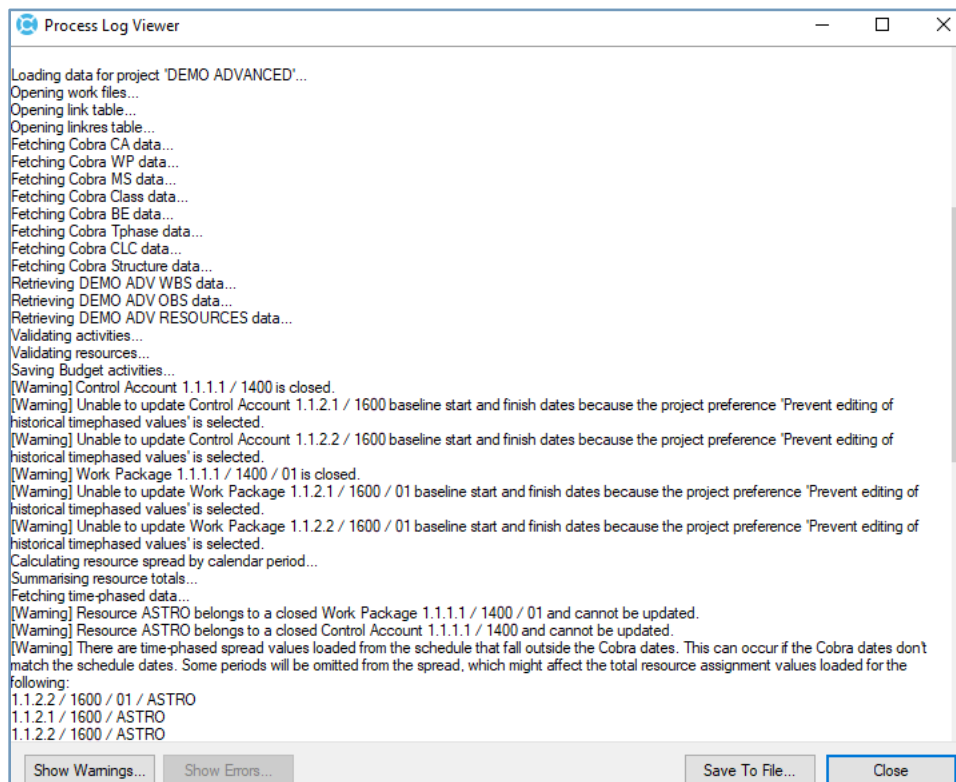 Process Log Viewer
Loading data for project 'DEMO ADVANCED'...
Opening work files...
Opening link table...
Opening linkres table...
Fetching Cobra CA data...
Fetching Cobra WP data...
Fetching Cobra MS data...
Fetching Cobra Class data...
Fetching Cobra BE data...
Fetching Cobra Tphase data...
Fetching Cobra CLC data...
Fetching Cobra Structure data...
Retrieving DEMO ADV WBS data...
Retrieving DEMO ADV OBS data...
Retrieving DEMO ADV RESOURCES data...
Validating activities...
Validating resources...
Saving Budget activities...
[Warning] Control Account 1.1.1.1 / 1400 is closed.
[Warning] Unable to update Control Account 1.1.2.1 / 1600 baseline start and finish dates because the project preference 'Prevent editing of
historical timephased values' is selected.
[Warning] Unable to update Control Account 1.1.2.2 / 1600 baseline start and finish dates because the project preference 'Prevent editing of
historical timephased values' is selected.
[Warning] Work Package 1.1.1.1 / 1400 / 01 is closed.
[Warning] Unable to update Work Package 1.1.2.1 / 1600 / 01 baseline start and finish dates because the project preference 'Prevent editing of
historical timephased values' is selected.
[Warning] Unable to update Work Package 1.1.2.2 / 1600 / 01 baseline start and finish dates because the project preference 'Prevent editing of
historical timephased values' is selected.
Calculating resource spread by calendar period...
Summarising resource totals...
Fetching time-phased data...
[Warning] Resource ASTRO belongs to a closed Work Package 1.1.1.1 / 1400 / 01 and cannot be updated.
[Warning] Resource ASTRO belongs to a closed Control Account 1.1.1.1 / 1400 and cannot be updated.
[Warning] There are time-phased spread values loaded from the schedule that fall outside the Cobra dates. This can occur if the Cobra dates don't
match the schedule dates. Some periods will be omitted from the spread, which might affect the total resource assignment values loaded for the
following:
1.1.2.2 / 1600 / 01 / ASTRO
1.1.2.1 / 1600 / ASTRO
1.1.2.2 / 1600 / ASTRO
Show Warnings... Show Errors... Save To File... Close